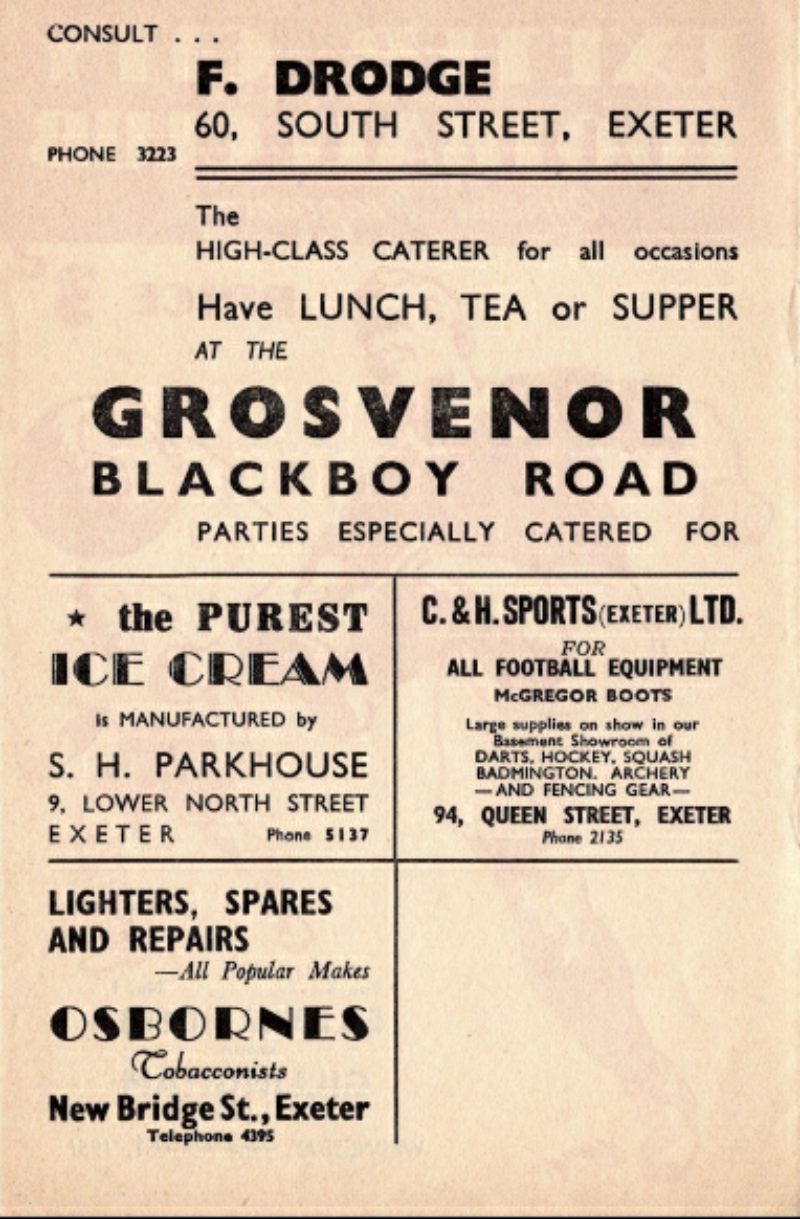 CONSULT . . .
F. DRODGE
60, SOUTH STREET, EXETER
PHONE 3223
The
HIGH-CLASS CATERER for all occasions
Have LUNCH, TEA or SUPPER
AT THE
GROSVENOR
BLACKBOY ROAD
PARTIES ESPECIALLY CATERED FOR
★ the PUREST
ICE CREAM
is MANUFACTURED by
S. H. PARKHOUSE
9, LOWER NORTH STREET
EXETER Phone 5137
C. & H. SPORTS (EXETER) LTD.
FOR
ALL FOOTBALL EQUIPMENT
McGREGOR BOOTS
Large supplies on show in our
Basement Showroom of
DARTS, HOCKEY, SQUASH
BADMINGTON. ARCHERY
—AND FENCING GEAR—
94, QUEEN STREET, EXETER
Phone 2135
LIGHTERS, SPARES
AND REPAIRS
—All Popular Makes
OSBORNES
Tobacconists
New Bridge St., Exeter
Telephone 4395